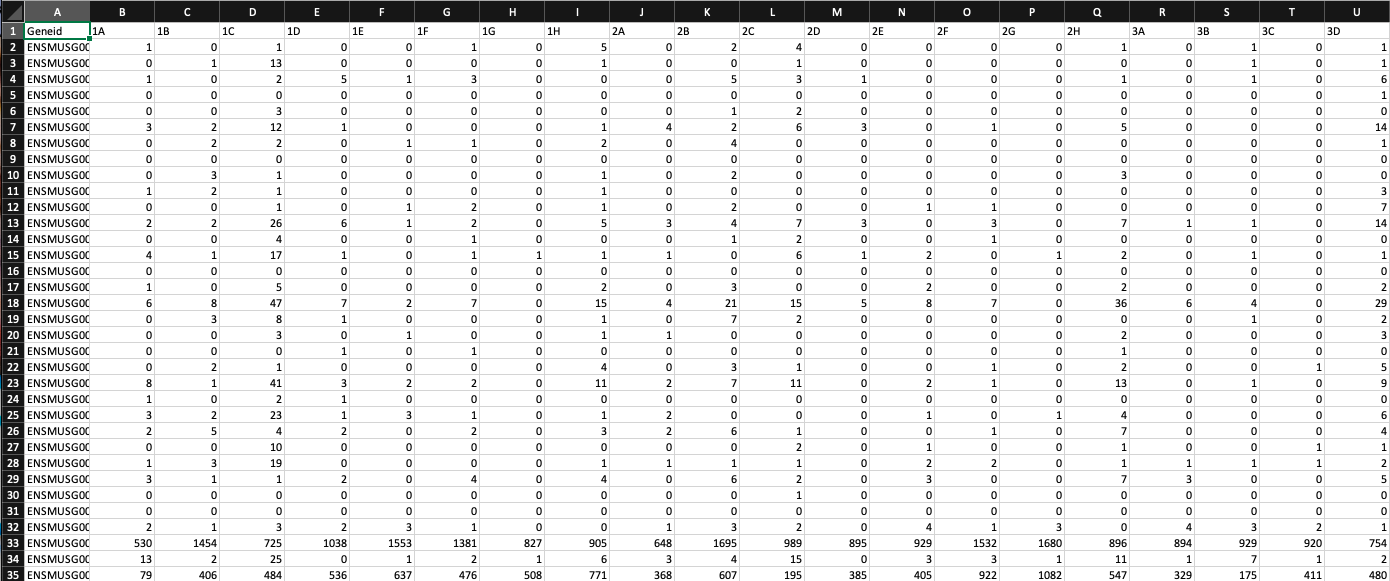 A B C D E F G H I J K L M N O P Q R S T U
1 Geneid 1A 1B 1C 1D 1E 1F 1G 1H 2A 2B 2C 2D 2E 2F 2G 2H 3A 3B 3C 3D
2 ENSMUSG00 1 0 1 0 0 1 0 5 0 2 4 0 0 0 0 1 0 1 0 1
3 ENSMUSG00 0 1 13 0 0 0 0 1 0 0 1 0 0 0 0 0 0 1 0 1
4 ENSMUSG00 1 0 2 5 1 3 0 0 0 5 3 1 0 0 0 1 0 1 0 6
5 ENSMUSG00 0 0 0 0 0 0 0 0 0 0 0 0 0 0 0 0 0 0 0 1
6 ENSMUSG00 0 0 3 0 0 0 0 0 0 1 2 0 0 0 0 0 0 0 0 0
7 ENSMUSG00 3 2 12 1 0 0 0 1 4 2 6 3 0 1 0 5 0 0 0 14
8 ENSMUSG00 0 2 2 0 1 1 0 2 0 4 0 0 0 0 0 0 0 0 0 1
9 ENSMUSG00 0 0 0 0 0 0 0 0 0 0 0 0 0 0 0 0 0 0 0 0
10 ENSMUSG00 0 3 1 0 0 0 0 1 0 2 0 0 0 0 0 3 0 0 0 0
11 ENSMUSG00 1 2 1 0 0 0 0 1 0 0 0 0 0 0 0 0 0 0 0 3
12 ENSMUSG00 0 0 1 0 1 2 0 1 0 2 0 0 1 1 0 0 0 0 0 7
13 ENSMUSG00 2 2 26 6 1 2 0 5 3 4 7 3 0 3 0 7 1 1 0 14
14 ENSMUSG00 0 0 4 0 0 1 0 0 0 1 2 0 0 1 0 0 0 0 0 0
15 ENSMUSG00 4 1 17 1 0 1 1 1 1 0 6 1 2 0 1 2 0 1 0 1
16 ENSMUSG00 0 0 0 0 0 0 0 0 0 0 0 0 0 0 0 0 0 0 0 0
17 ENSMUSG00 1 0 5 0 0 0 0 2 0 3 0 0 2 0 0 2 0 0 0 2
18 ENSMUSG00 6 8 47 7 2 7 0 15 4 21 15 5 8 7 0 36 6 4 0 29
19 ENSMUSG00 0 3 8 1 0 0 0 1 0 7 2 0 0 0 0 0 0 1 0 2
20 ENSMUSG00 0 0 3 0 1 0 0 1 1 0 0 0 0 0 0 2 0 0 0 3
21 ENSMUSG00 0 0 0 1 0 1 0 0 0 0 0 0 0 0 0 1 0 0 0 0
22 ENSMUSG00 0 2 1 0 0 0 0 4 0 3 1 0 0 1 0 2 0 0 1 5
23 ENSMUSG00 8 1 41 3 2 2 0 11 2 7 11 0 2 1 0 13 0 1 0 9
24 ENSMUSG00 1 0 2 1 0 0 0 0 0 0 0 0 0 0 0 0 0 0 0 0
25 ENSMUSG00 3 2 23 1 3 1 0 1 2 0 0 0 1 0 1 4 0 0 0 6
26 ENSMUSG00 2 5 4 2 0 2 0 3 2 6 1 0 0 1 0 7 0 0 0 4
27 ENSMUSG00 0 0 10 0 0 0 0 0 0 0 2 0 1 0 0 1 0 0 1 1
28 ENSMUSG00 1 3 19 0 0 0 0 1 1 1 1 0 2 2 0 1 1 1 1 2
29 ENSMUSG00 3 1 1 2 0 4 0 4 0 6 2 0 3 0 0 7 3 0 0 5
30 ENSMUSG00 0 0 0 0 0 0 0 0 0 0 1 0 0 0 0 0 0 0 0 0
31 ENSMUSG00 0 0 0 0 0 0 0 0 0 0 0 0 0 0 0 0 0 0 0 0
32 ENSMUSG00 2 1 3 2 3 1 0 0 1 3 2 0 4 1 3 0 4 3 2 1
33 ENSMUSG00 530 1454 725 1038 1553 1381 827 905 648 1695 989 895 929 1532 1680 896 894 929 920 754
34 ENSMUSG00 13 2 25 0 1 2 1 6 3 4 15 0 3 3 1 11 1 7 1 2
35 ENSMUSG00 79 406 484 536 637 476 508 771 368 607 195 385 405 922 1082 547 329 175 411 480